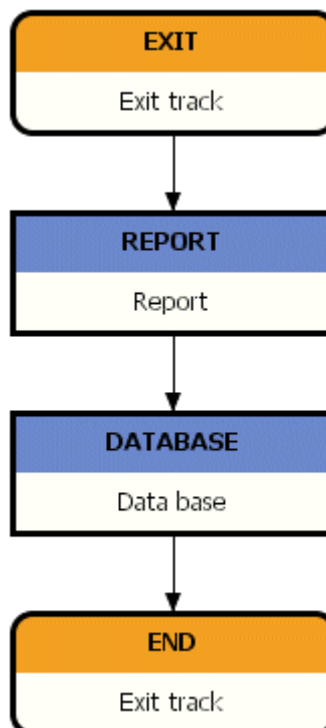 EXIT
Exit track
REPORT
Report
DATABASE
Data base
END
Exit track